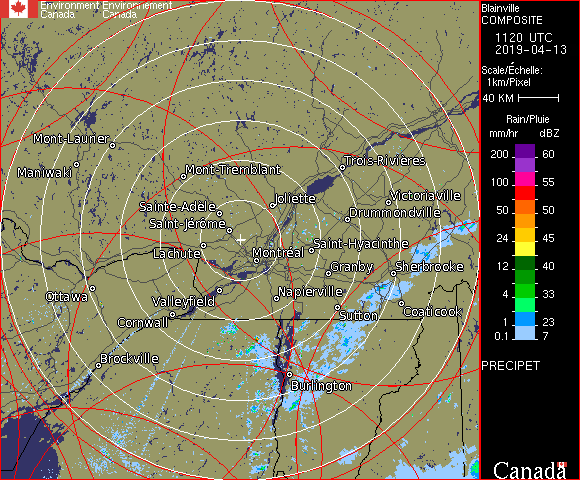 Environment Environnement
Canada Canada
Blainville
COMPOSITE
1120 UTC
2019-04-13
Scale/Échelle:
1km/Pixel
40 KM
Rain/Pluie
mm/hr dBZ
200 60
100 55
50 50
24 45
12 40
4 33
1 23
0.1 7
PRECIPET
Mont-Laurier
Maniwaki
Mont-Tremblant
Trois-Rivières
Sainte-Adèle
Joliette
Victoriaville
Drummondville
Saint-Jérôme
Lachute
Montréal
Saint-Hyacinthe
Granby
Sherbrooke
Ottawa
Valleyfield
Napierville
Cornwall
Sutton
Coaticook
Brockville
Burlington
Canada